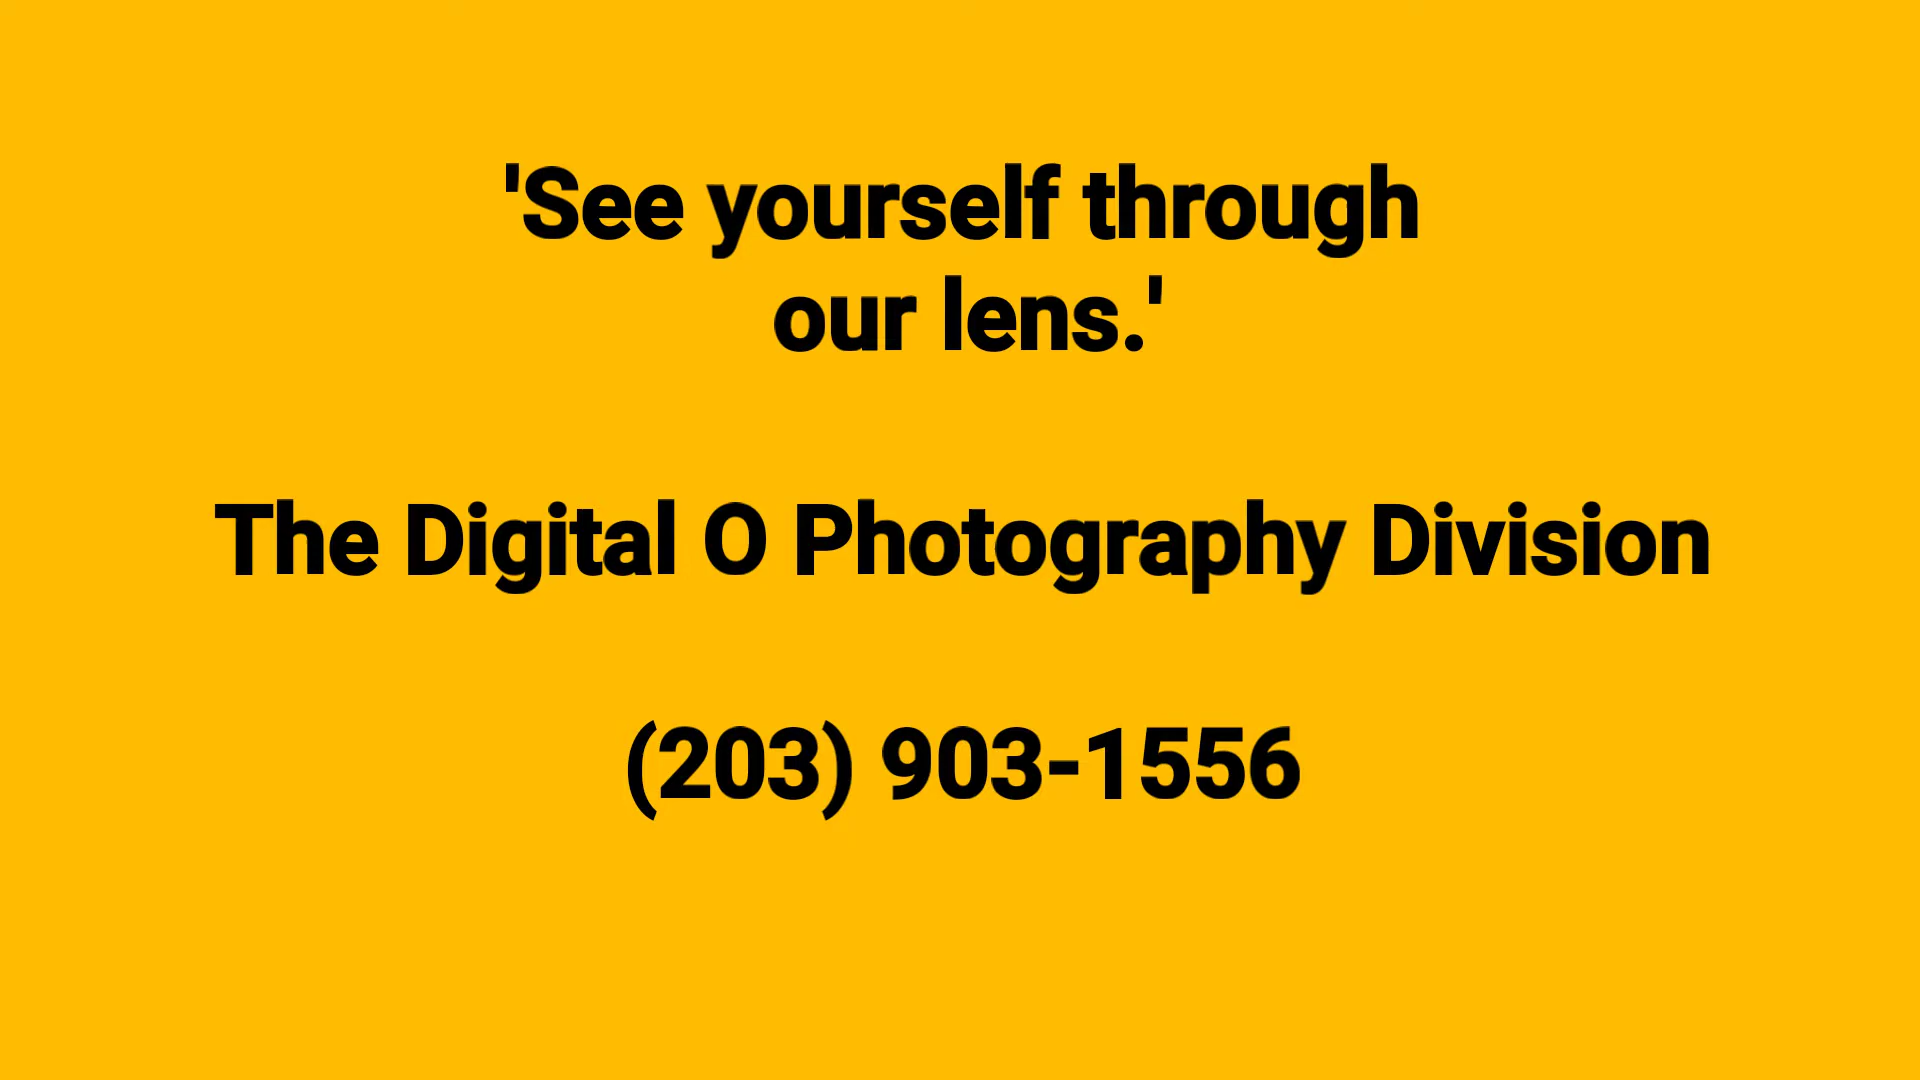 'See yourself through
our lens.'
The Digital O Photography Division
(203) 903-1556